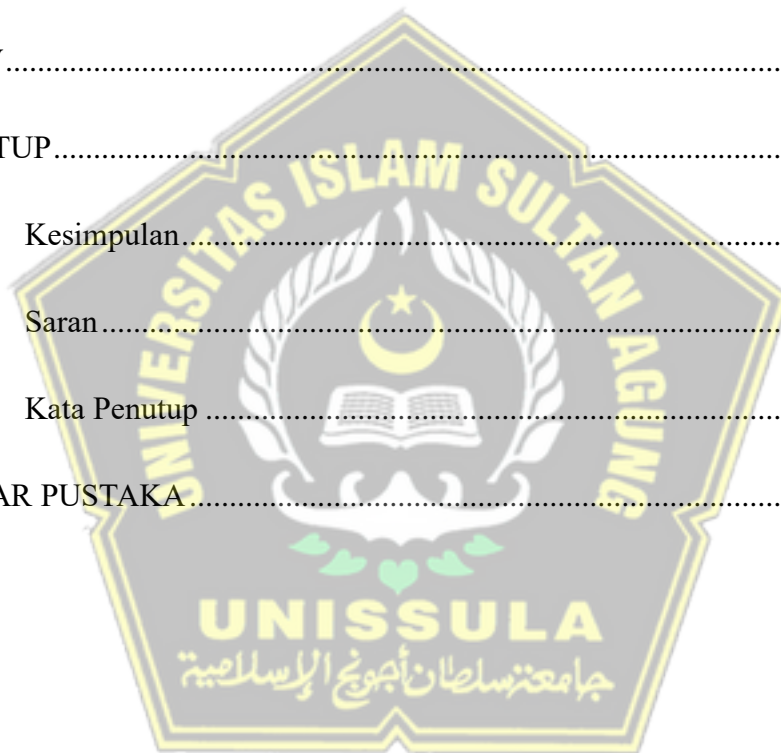 TUP...........................................................................................
Kesimpulan...........................................................................
Saran....................................................................................
Kata Penutup.......................................................................
AR PUSTAKA..........................................................................
UNIVERSITAS ISLAM SULTAN AGUNG
UNISSULA
جامعة سلطان أجونج الإسلامية